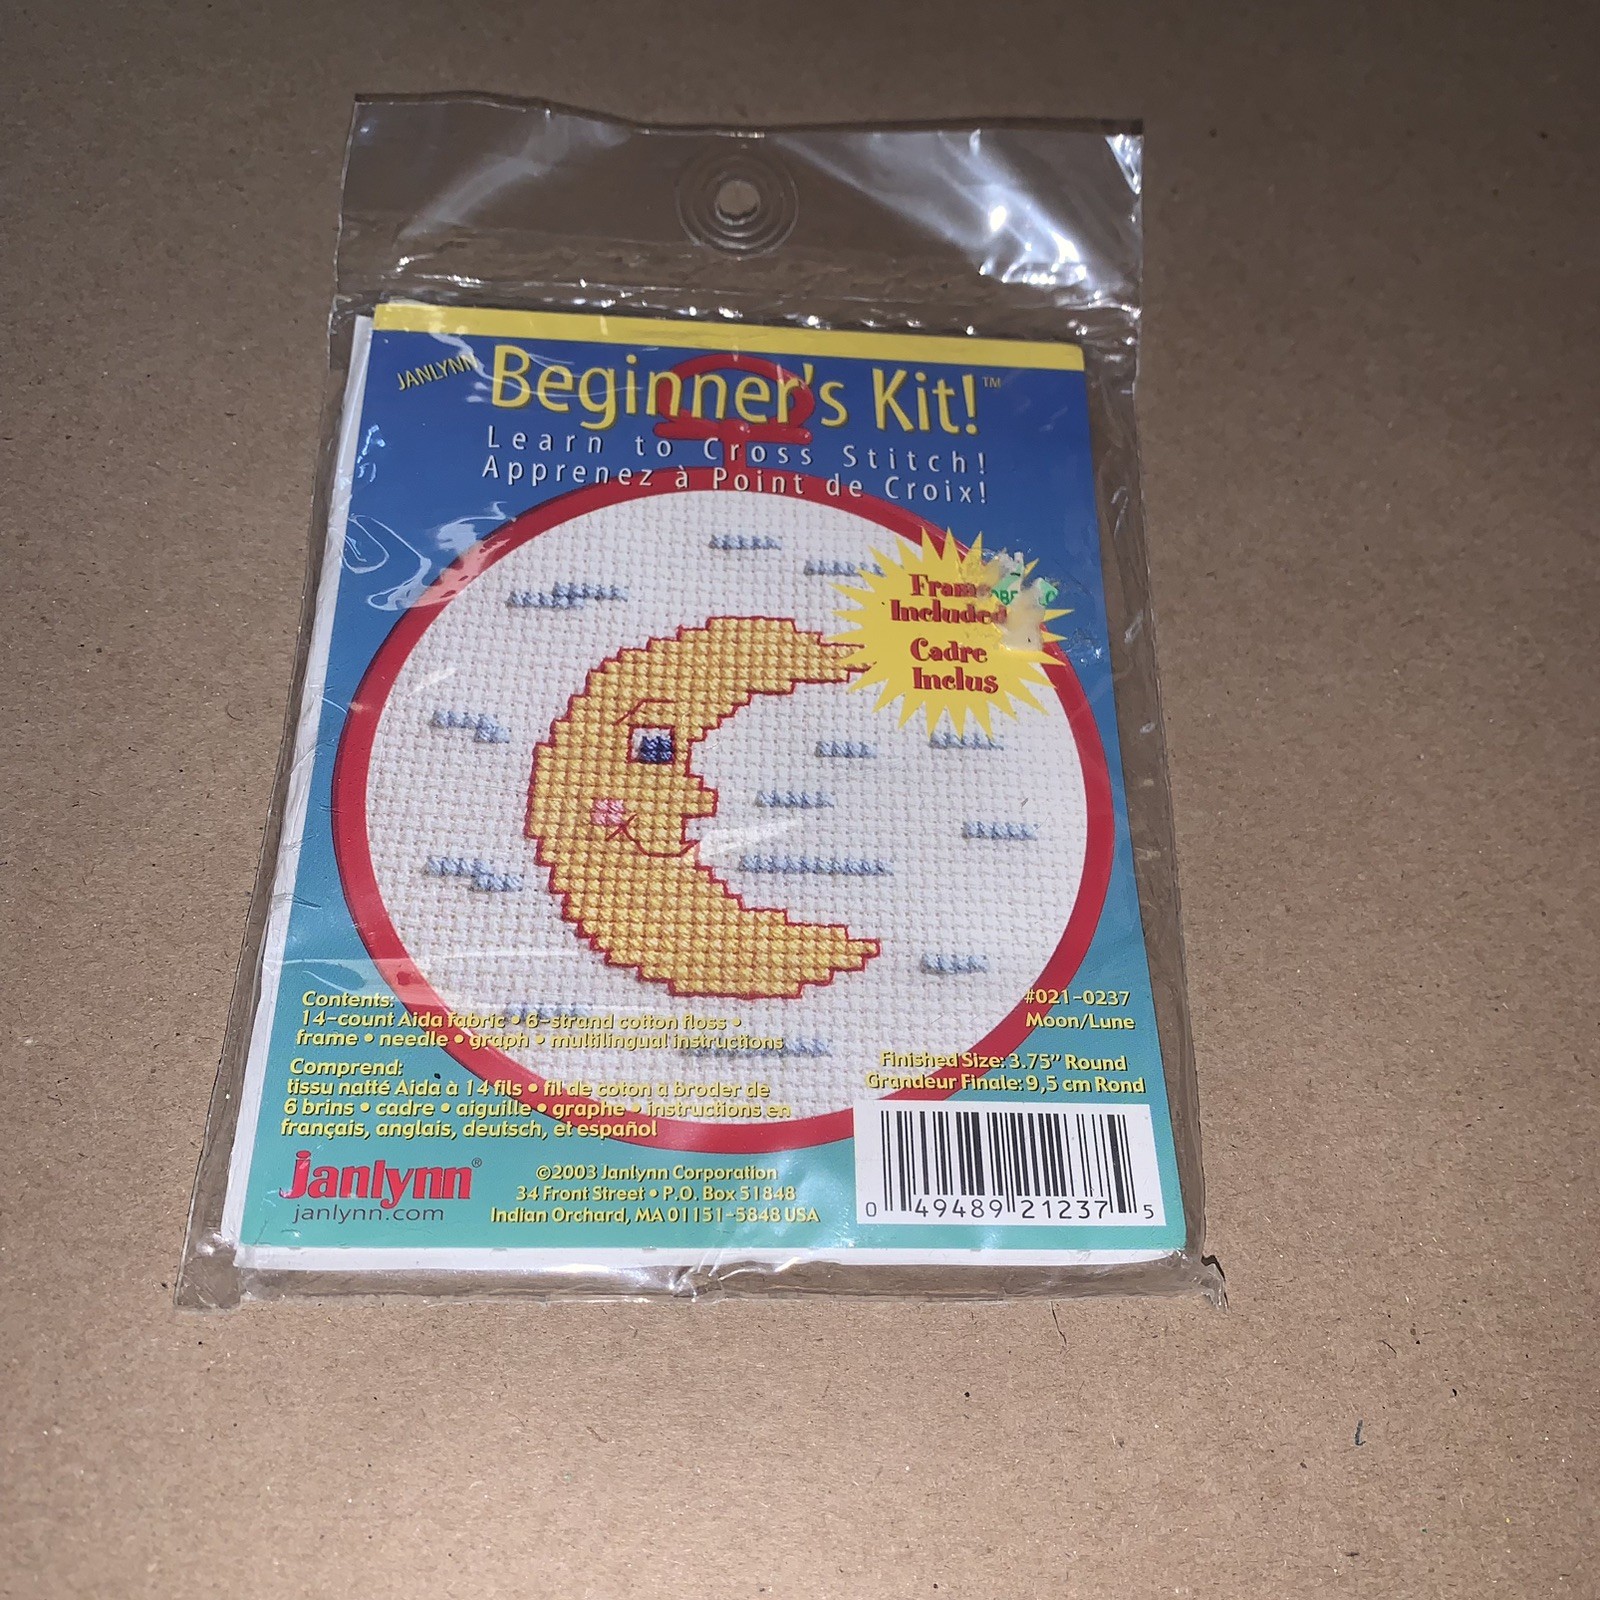 JANLYNN Beginner's Kit!™
Learn to Cross Stitch!
Apprenez à Point de Croix!
Frame
Included
Cadre
Inclus
Contents:
14-count Aida fabric • 6-strand cotton floss •
frame • needle • graph • multilingual instructions
Comprend:
tissu natté Aida à 14 fils • fil de coton a broder de
6 brins • cadre • aiguille • graphe • instructions en
français, anglais, deutsch, et español
#021-0237
Moon/Lune
Finished Size: 3.75" Round
Grandeur Finale: 9,5 cm Rond
janlynn®
janlynn.com
©2003 Janlynn Corporation
34 Front Street • P.O. Box 51848
Indian Orchard, MA 01151-5848 USA
0 49489 21237 5